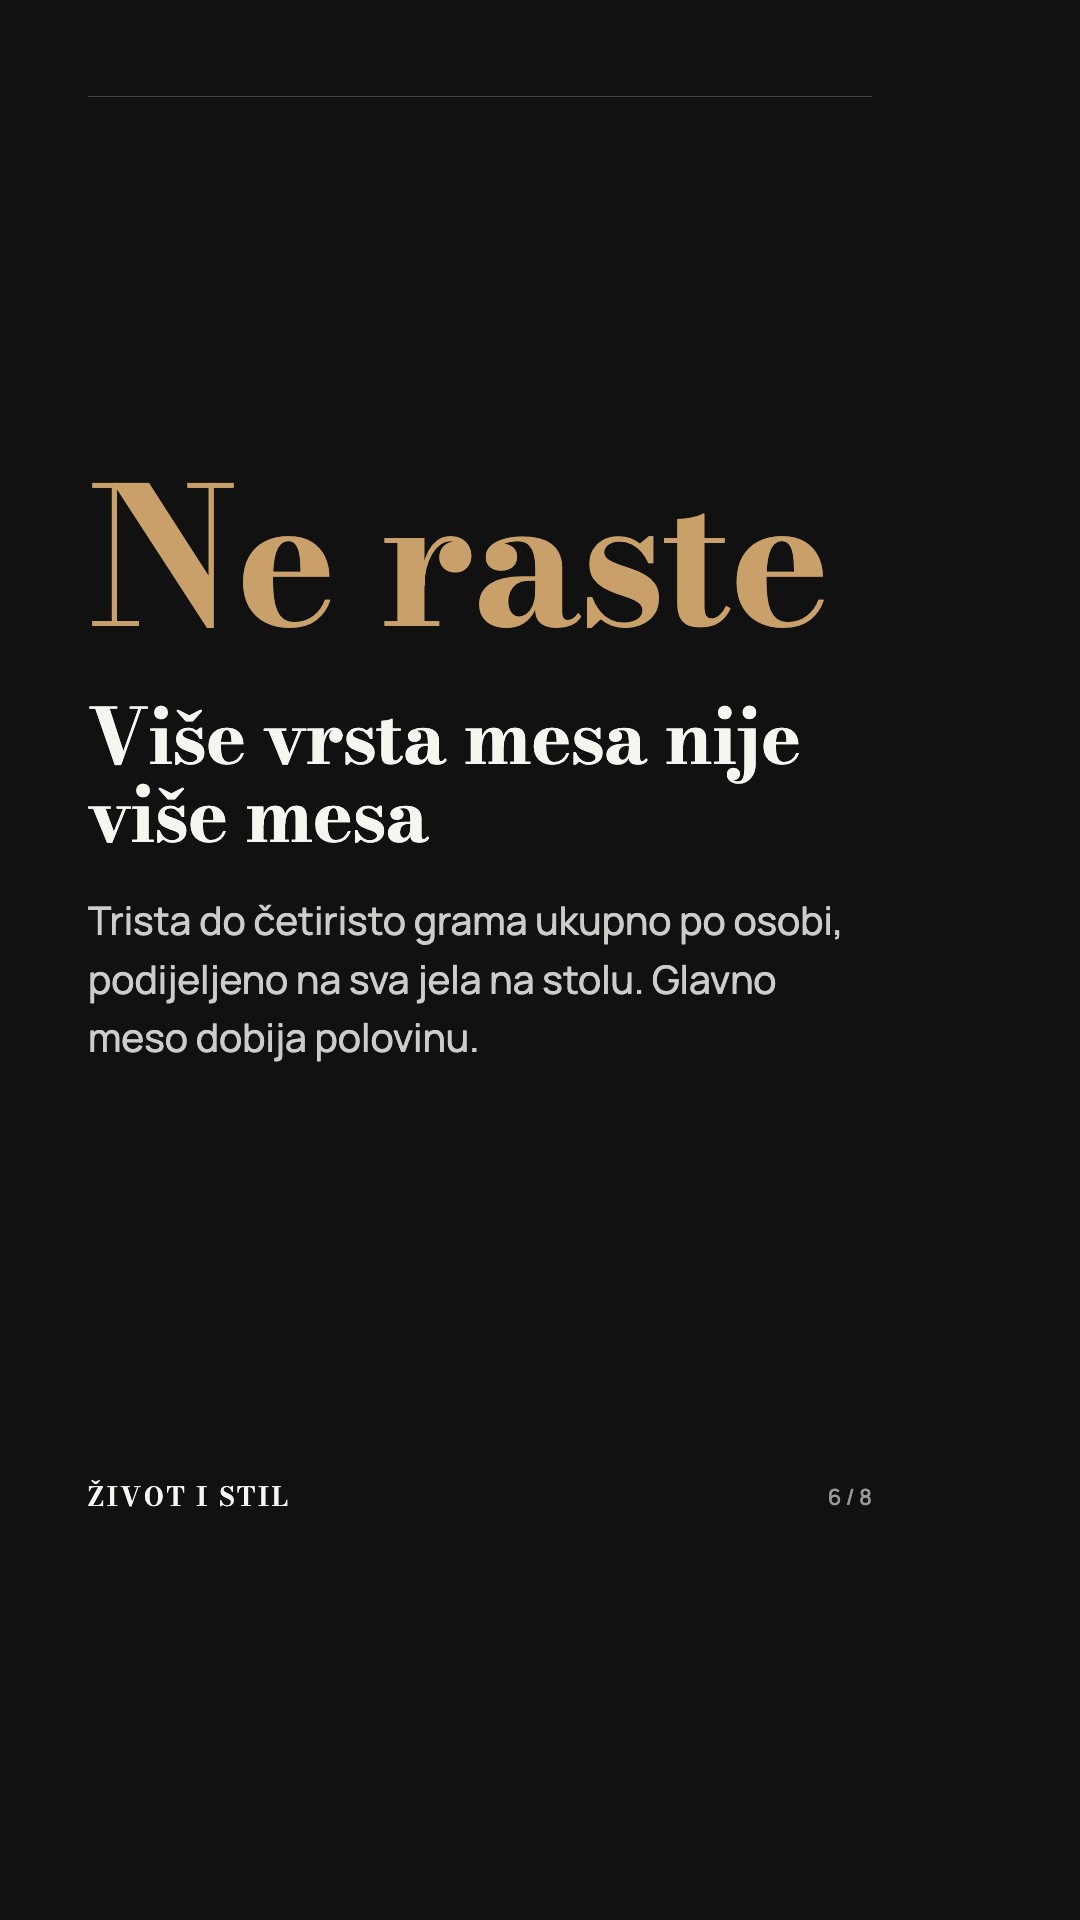 Ne raste
Više vrsta mesa nije
više mesa
Trista do četiristo grama ukupno po osobi,
podijeljeno na sva jela na stolu. Glavno
meso dobija polovinu.
ŽIVOT I STIL
6 / 8